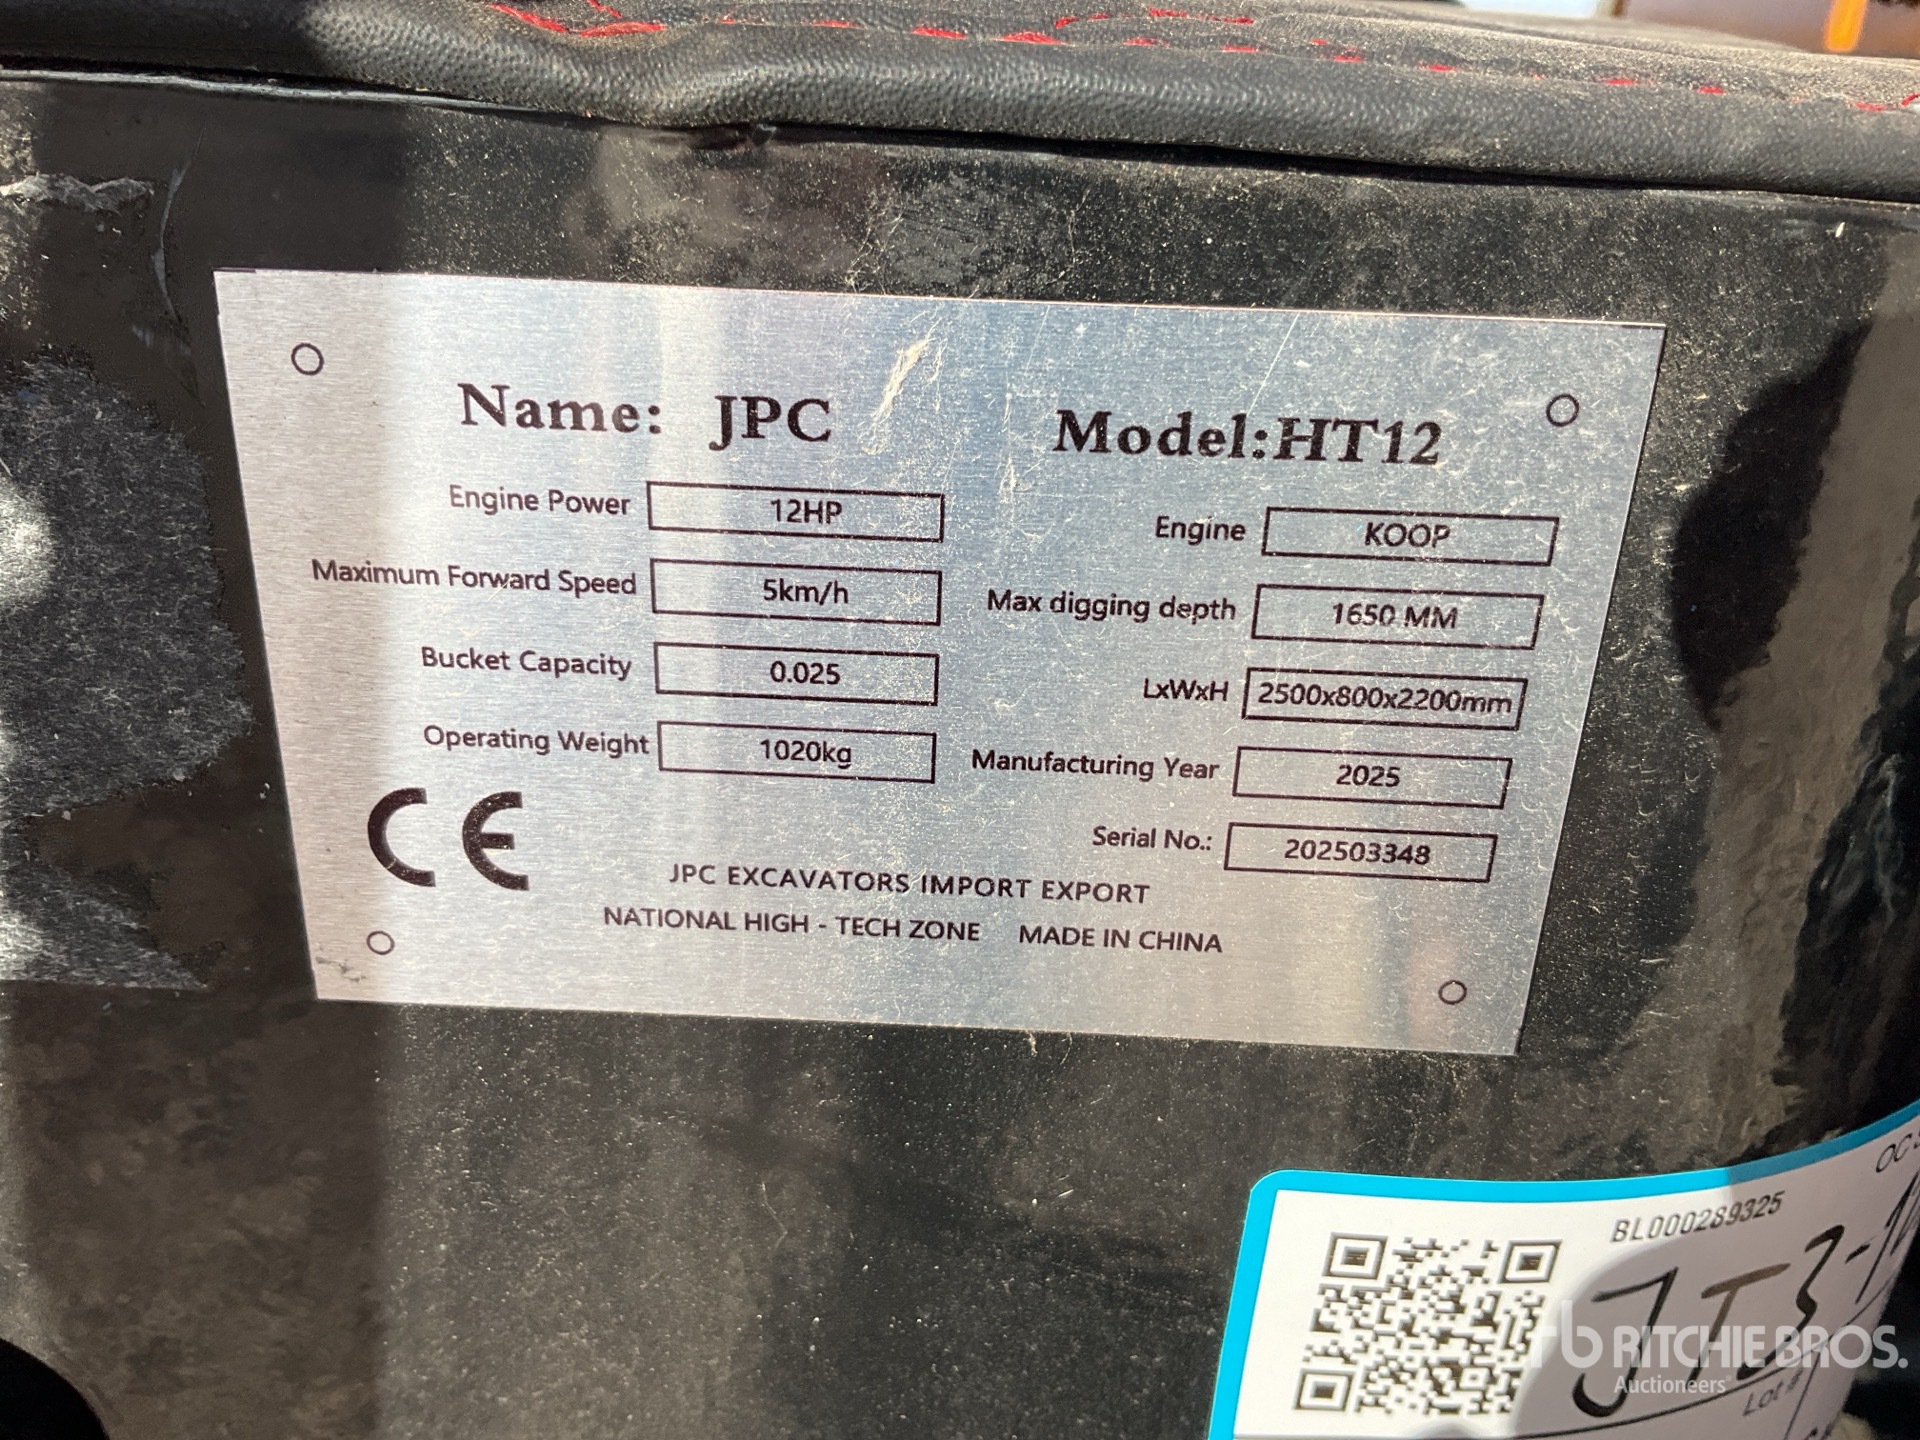 Name: JPC Model:HT12
Engine Power 12HP Engine KOOP
Maximum Forward Speed 5km/h Max digging depth 1650 MM
Bucket Capacity 0.025 LxWxH 2500x800x2200mm
Operating Weight 1020kg Manufacturing Year 2025
Serial No.: 202503348
CE
JPC EXCAVATORS IMPORT EXPORT
NATIONAL HIGH - TECH ZONE MADE IN CHINA
BL000289325
Lot #
rb RITCHIE BROS.
Auctioneers